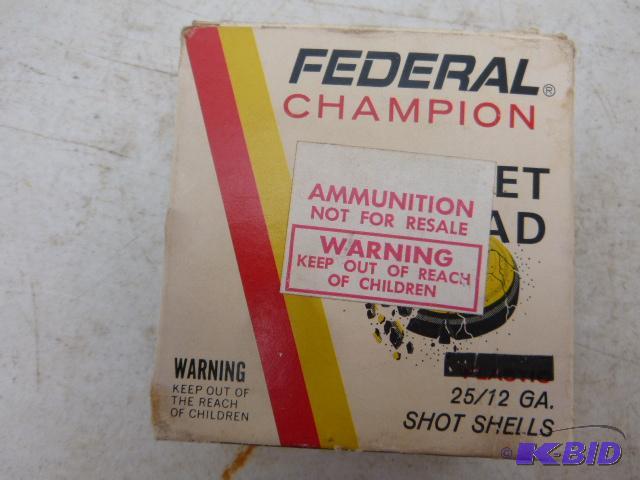 FEDERAL®
CHAMPION
ET
AD
AMMUNITION
NOT FOR RESALE
WARNING
KEEP OUT OF REACH
OF CHILDREN
WARNING
KEEP OUT OF
THE REACH
OF CHILDREN
25/12 GA.
SHOT SHELLS
© K-BID